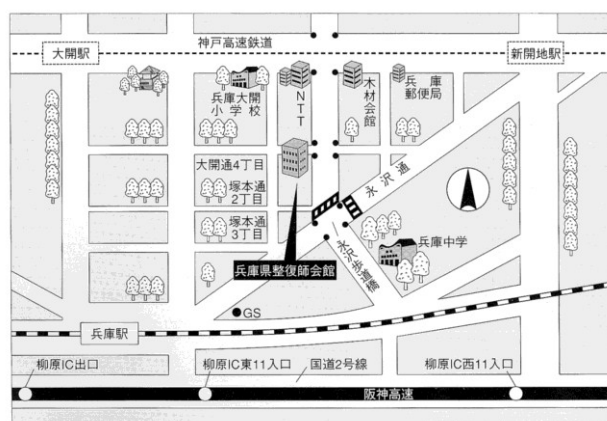 神戸高速鉄道
大開駅
新開地駅
兵庫大開
小学校
NTT
木材会館
兵庫
郵便局
大開通4丁目
塚本通
2丁目
塚本通
3丁目
永沢通
兵庫中学
永沢歩道橋
兵庫県整復師会館
GS
兵庫駅
柳原IC出口
柳原IC東11入口
国道2号線
柳原IC西11入口
阪神高速